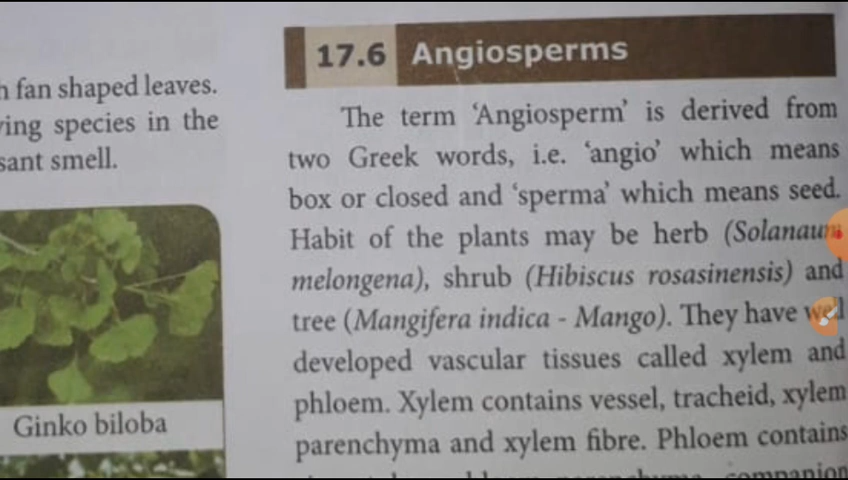 h fan shaped leaves.
ving species in the
sant smell.
Ginko biloba
17.6 Angiosperms
The term ‘Angiosperm’ is derived from
two Greek words, i.e. ‘angio’ which means
box or closed and ‘sperma’ which means seed.
Habit of the plants may be herb (Solanaum
melongena), shrub (Hibiscus rosasinensis) and
tree (Mangifera indica - Mango). They have well
developed vascular tissues called xylem and
phloem. Xylem contains vessel, tracheid, xylem
parenchyma and xylem fibre. Phloem contains
parenchyma, companion